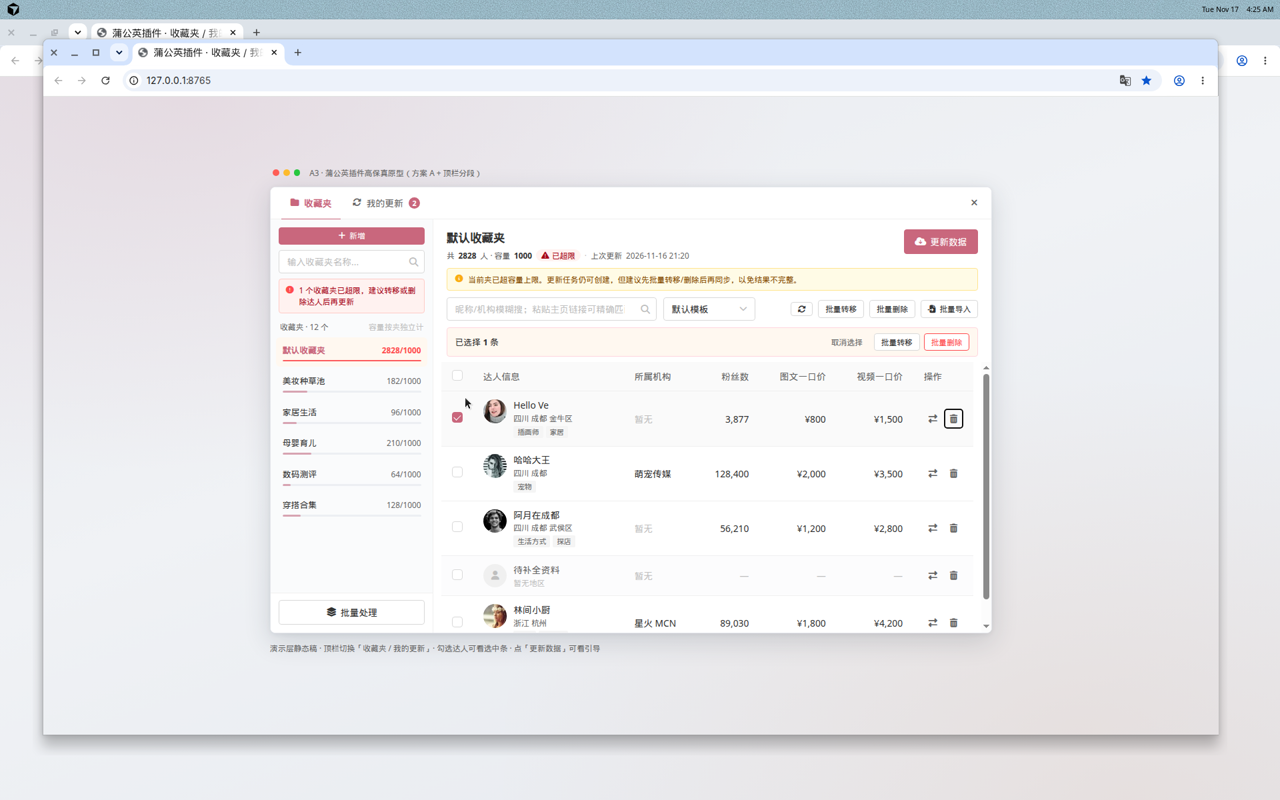 Tue Nov 17 4:25 AM
蒲公英插件 · 收藏夹 / 我
蒲公英插件 · 收藏夹 / 我
127.0.0.1:8765
A3 · 蒲公英插件高保真原型（方案 A + 顶栏分段）
收藏夹
我的更新 2
+ 新增
输入收藏夹名称...
1 个收藏夹已超限，建议转移或删
除达人后再更新
收藏夹 · 12 个 容量按夹独立计
默认收藏夹 2828/1000
美妆种草池 182/1000
家居生活 96/1000
母婴育儿 210/1000
数码测评 64/1000
穿搭合集 128/1000
批量处理
默认收藏夹
共 2828 人 · 容量 1000 已超限 · 上次更新 2026-11-16 21:20
更新数据
当前夹已超容量上限。更新任务仍可创建，但建议先批量转移/删除后再同步，以免结果不完整。
昵称/机构模糊搜；粘贴主页链接可精确匹
默认模板
批量转移
批量删除
批量导入
已选择 1 条
取消选择
批量转移
批量删除
达人信息 所属机构 粉丝数 图文一口价 视频一口价 操作
Hello Ve
四川 成都 金牛区
插画师 家居
暂无 3,877 ¥800 ¥1,500
哈哈大王
四川 成都
宠物
萌宠传媒 128,400 ¥2,000 ¥3,500
阿月在成都
四川 成都 武侯区
生活方式 探店
暂无 56,210 ¥1,200 ¥2,800
待补全资料
暂无地区
暂无 — — —
林间小厨
浙江 杭州
星火 MCN 89,030 ¥1,800 ¥4,200
演示层静态稿 · 顶栏切换「收藏夹 / 我的更新」· 勾选达人可看选中条 · 点「更新数据」可看引导